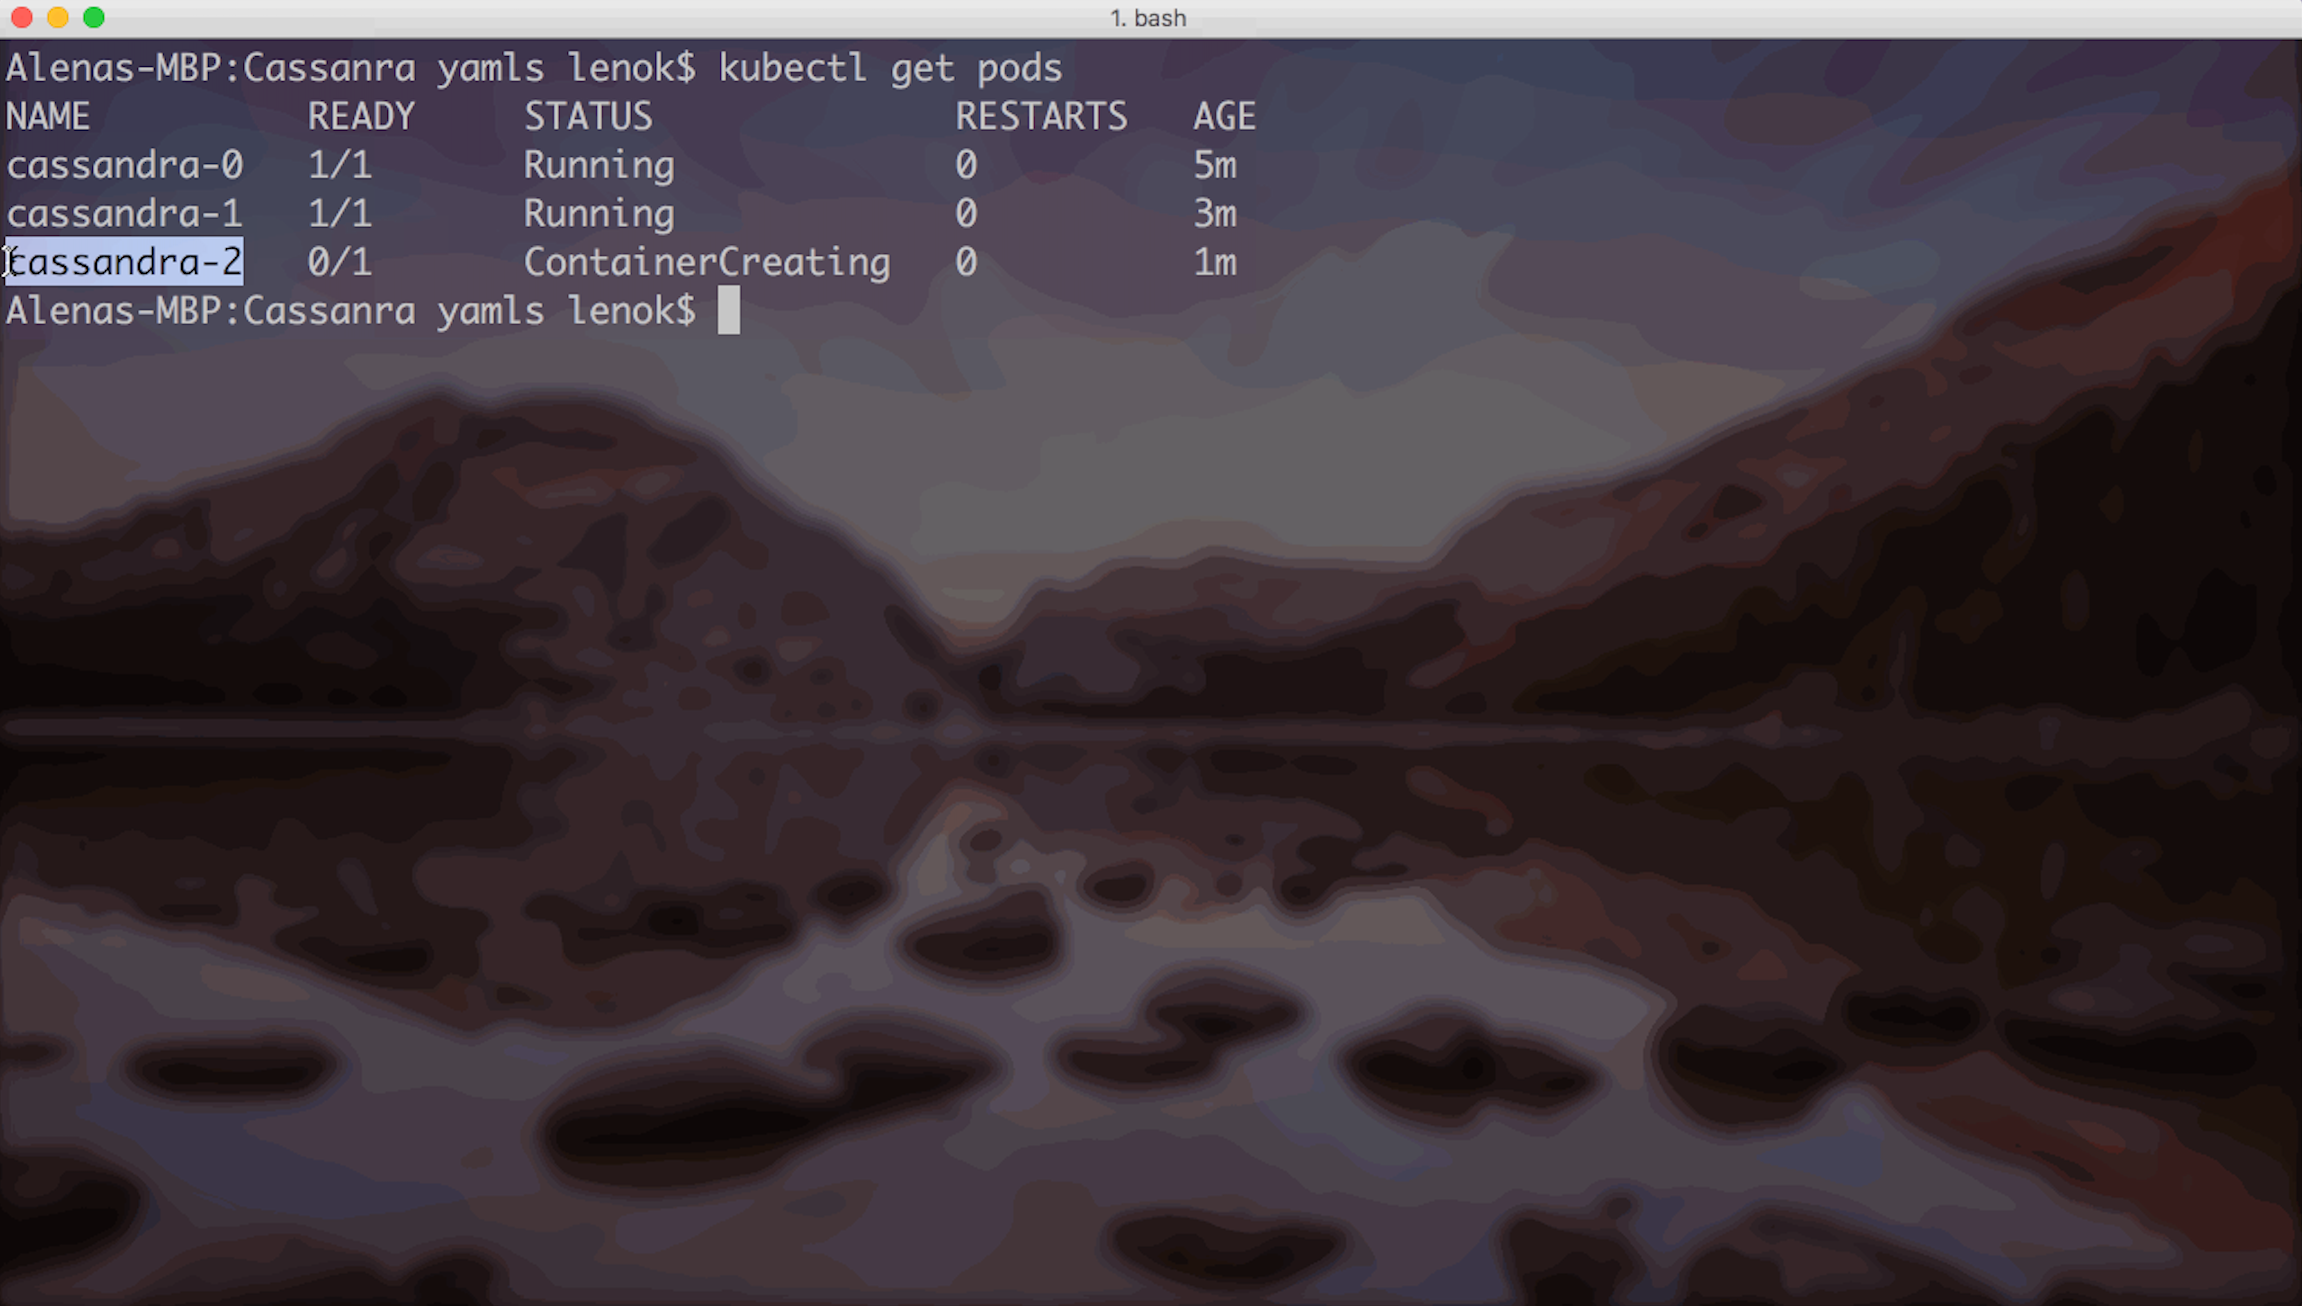 1. bash
Alenas-MBP:Cassanra yamls lenok$ kubectl get pods
NAME READY STATUS RESTARTS AGE
cassandra-0 1/1 Running 0 5m
cassandra-1 1/1 Running 0 3m
cassandra-2 0/1 ContainerCreating 0 1m
Alenas-MBP:Cassanra yamls lenok$